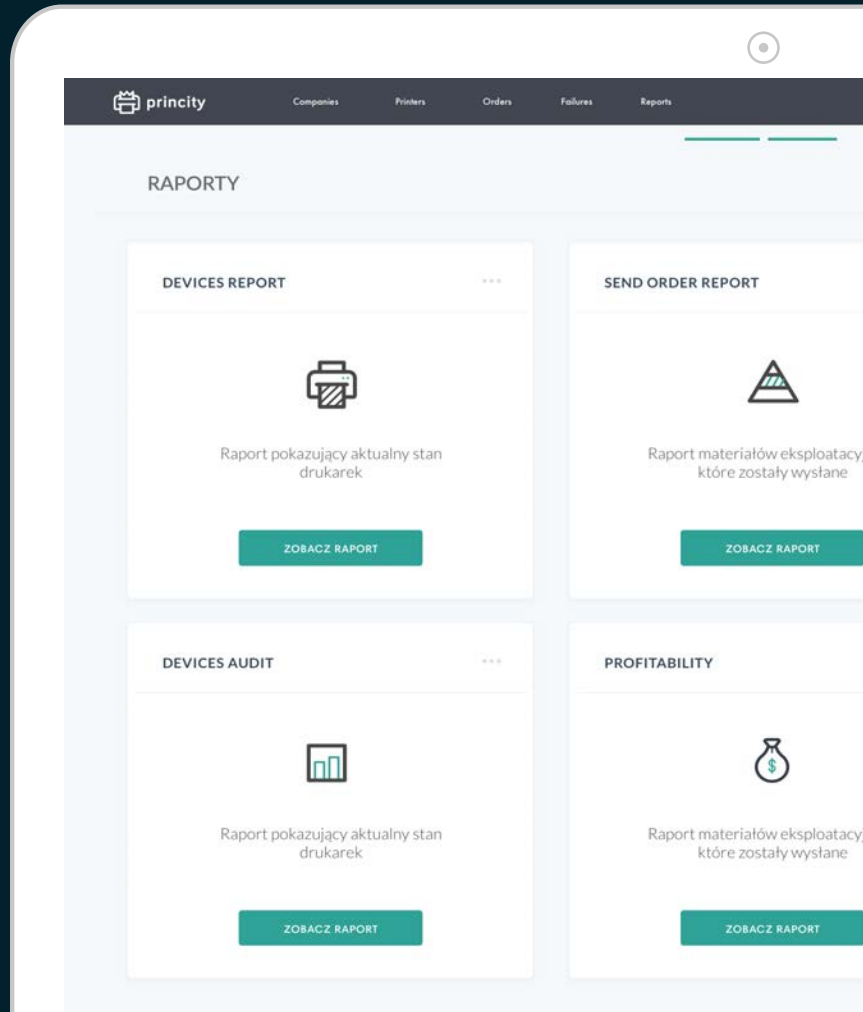 princity
Companies
Printers
Orders
Failures
Reports
RAPORTY
DEVICES REPORT
Raport pokazujący aktualny stan
drukarek
ZOBACZ RAPORT
SEND ORDER REPORT
Raport materiałów
które zostały wysłane
ZOBACZ RAPORT
DEVICES AUDIT
Raport pokazujący aktualny stan
drukarek
ZOBACZ RAPORT
PROFITABILITY
$
Raport materiałów
które zostały wysłane
ZOBACZ RAPORT